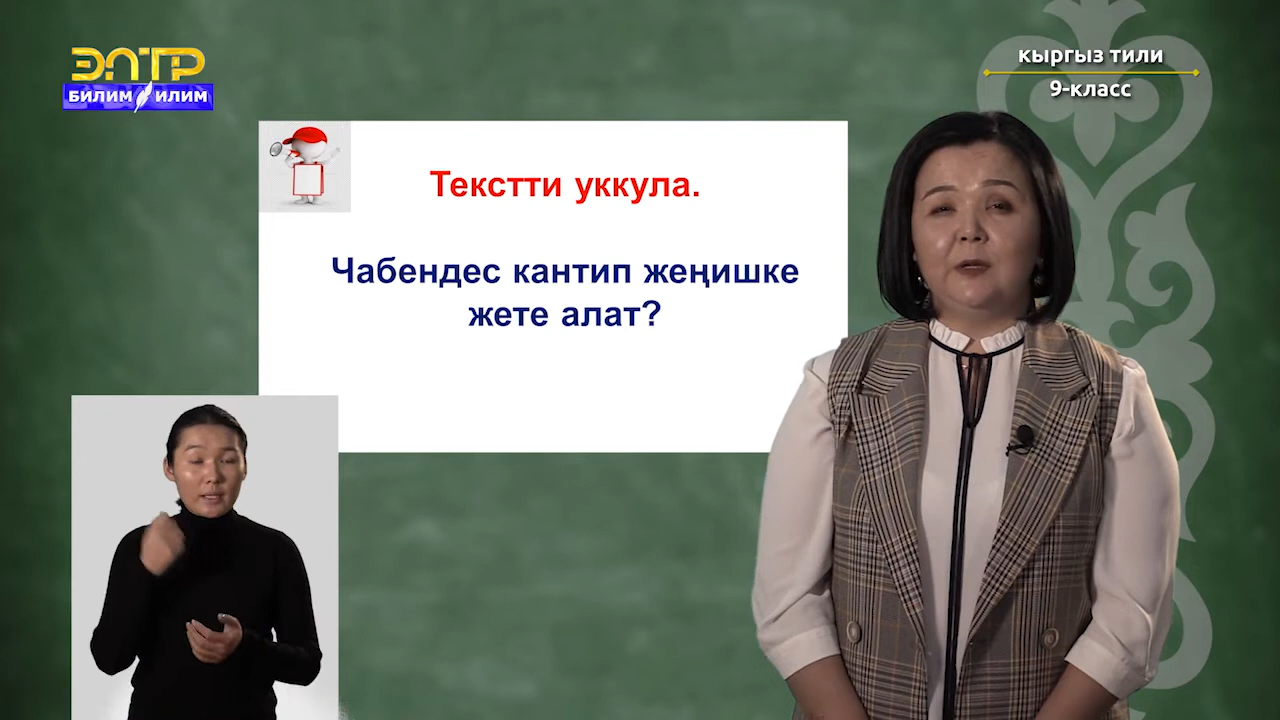 ЭЛТР
БИЛИМ ИЛИМ
кыргыз тили
9-класс
Текстти уккула.
Чабендес кантип жеңишке
жете алат?